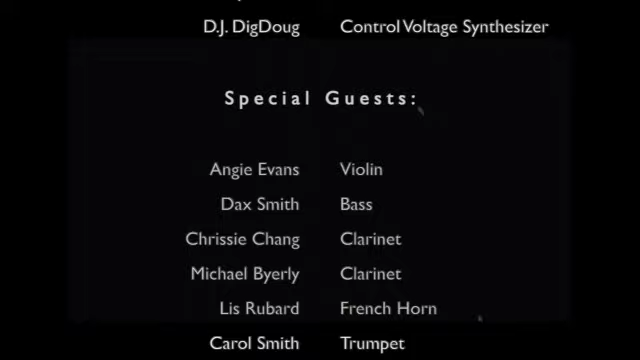 D.J. DigDoug Control Voltage Synthesizer
Special Guests:
Angie Evans Violin
Dax Smith Bass
Chrissie Chang Clarinet
Michael Byerly Clarinet
Lis Rubard French Horn
Carol Smith Trumpet